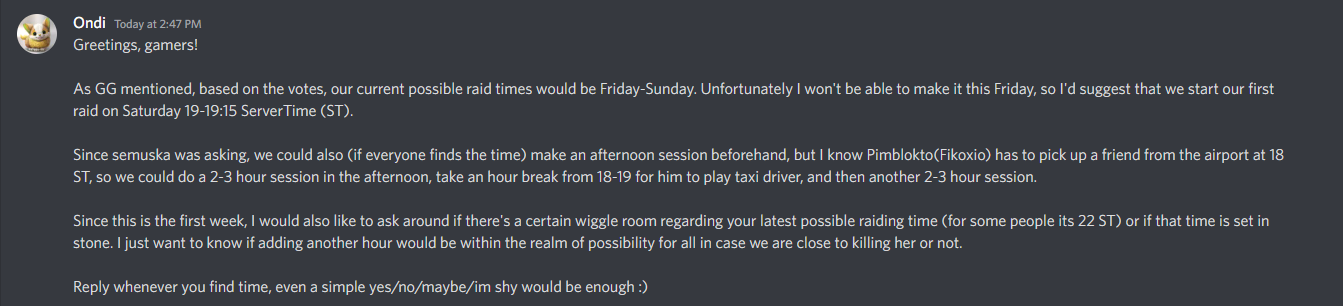 Ondi Today at 2:47 PM
Greetings, gamers!
As GG mentioned, based on the votes, our current possible raid times would be Friday-Sunday. Unfortunately I won't be able to make it this Friday, so I'd suggest that we start our first
raid on Saturday 19-19:15 ServerTime (ST).
Since semuska was asking, we could also (if everyone finds the time) make an afternoon session beforehand, but I know Pimblokto(Fikoxio) has to pick up a friend from the airport at 18
ST, so we could do a 2-3 hour session in the afternoon, take an hour break from 18-19 for him to play taxi driver, and then another 2-3 hour session.
Since this is the first week, I would also like to ask around if there's a certain wiggle room regarding your latest possible raiding time (for some people its 22 ST) or if that time is set in
stone. I just want to know if adding another hour would be within the realm of possibility for all in case we are close to killing her or not.
Reply whenever you find time, even a simple yes/no/maybe/im shy would be enough :)